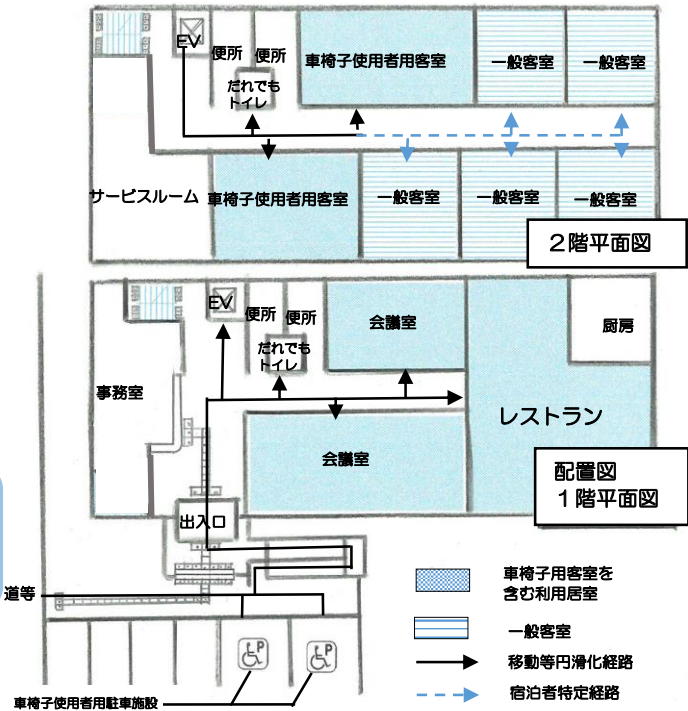 EV
便所
便所
だれでも
トイレ
車椅子使用者用客室
一般客室
一般客室
サービスルーム
車椅子使用者用客室
一般客室
一般客室
一般客室
2階平面図
EV
便所
便所
だれでも
トイレ
会議室
厨房
事務室
レストラン
会議室
配置図
1階平面図
出入口
道等
P
P
車椅子使用者用駐車施設
車椅子用客室を
含む利用居室
一般客室
移動等円滑化経路
宿泊者特定経路